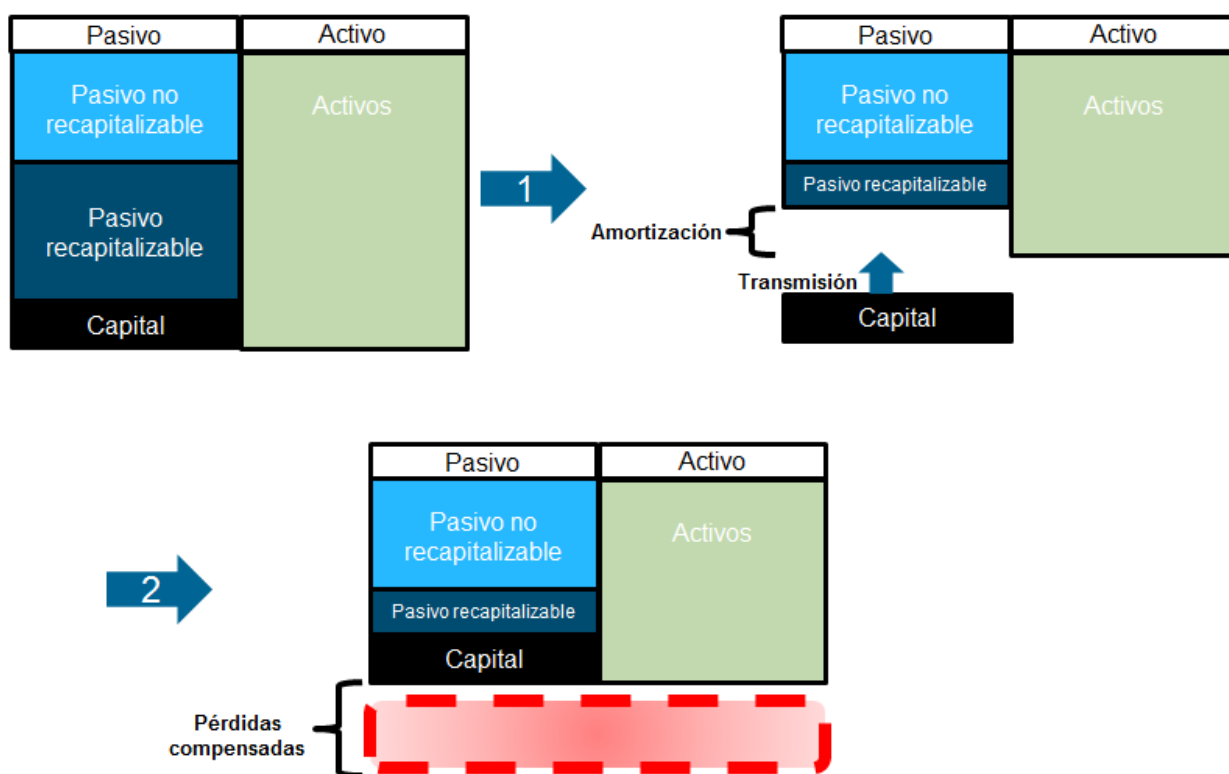 Pasivo
Activo
Pasivo no
recapitalizable
Activos
Pasivo
recapitalizable
Capital
1
Pasivo
Activo
Pasivo no
recapitalizable
Activos
Pasivo recapitalizable
Amortización
Transmisión
Capital
2
Pasivo
Activo
Pasivo no
recapitalizable
Activos
Pasivo recapitalizable
Capital
Pérdidas
compensadas